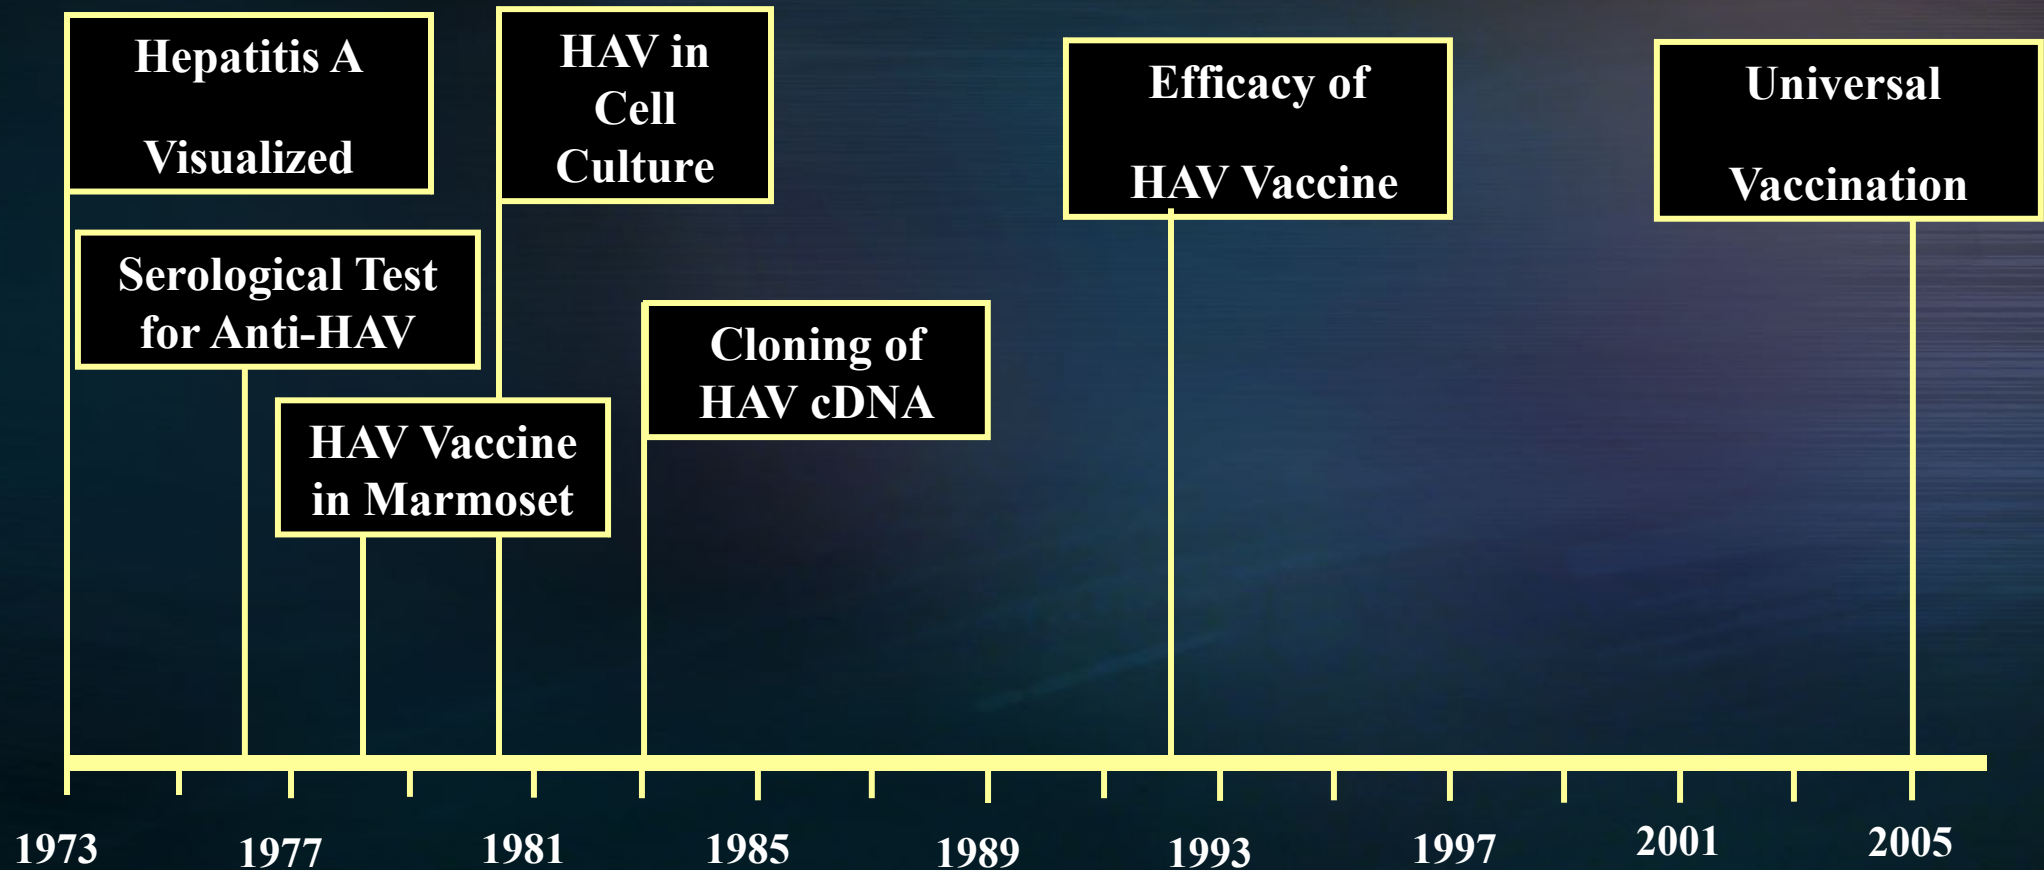 Hepatitis A
Visualized
HAV in
Cell
Culture
Efficacy of
HAV Vaccine
Universal
Vaccination
Serological Test
for Anti-HAV
Cloning of
HAV cDNA
HAV Vaccine
in Marmoset
1973
1977
1981
1985
1989
1993
1997
2001
2005